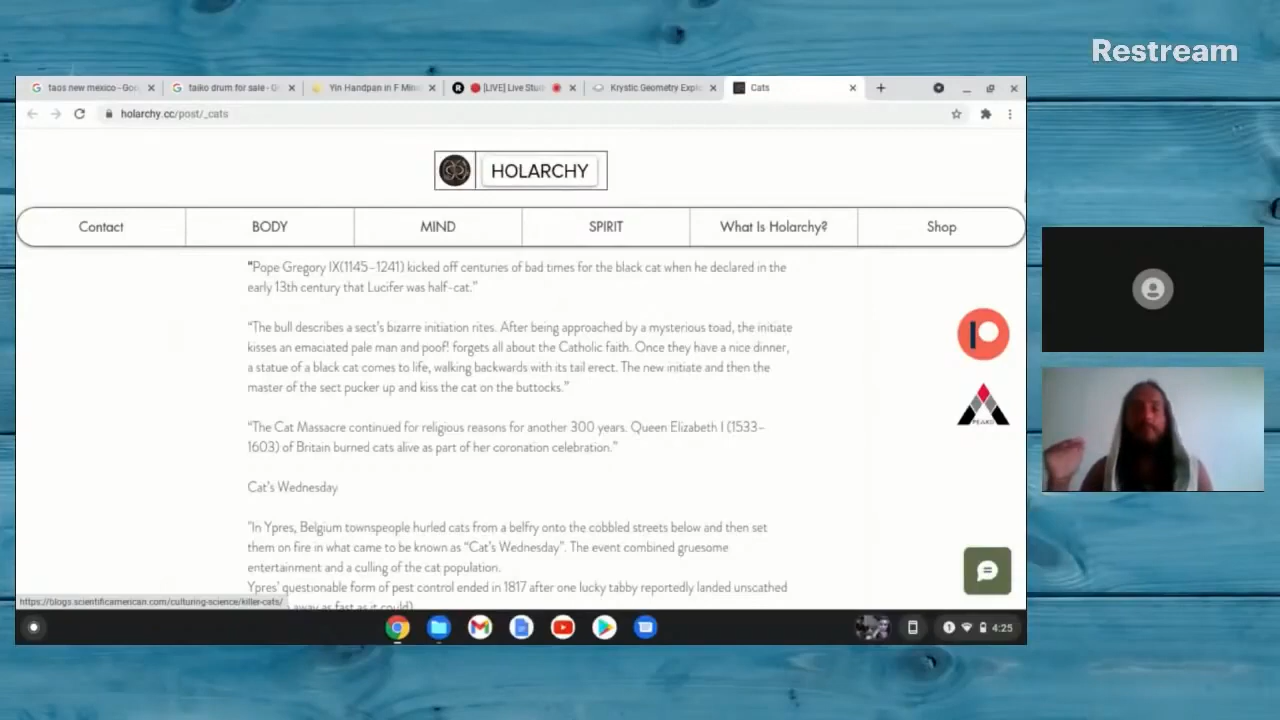 Restream
taos new mexico - Goo
taiko drum for sale - G
Yin Handpan in F Min
[LIVE] Live Stud
Krystic Geometry Explo
Cats
holarchy.cc/post/_cats
HOLARCHY
Contact BODY MIND SPIRIT What Is Holarchy? Shop
"Pope Gregory IX(1145–1241) kicked off centuries of bad times for the black cat when he declared in the
early 13th century that Lucifer was half-cat.”
“The bull describes a sect’s bizarre initiation rites. After being approached by a mysterious toad, the initiate
kisses an emaciated pale man and poof! forgets all about the Catholic faith. Once they have a nice dinner,
a statue of a black cat comes to life, walking backwards with its tail erect. The new initiate and then the
master of the sect pucker up and kiss the cat on the buttocks.”
“The Cat Massacre continued for religious reasons for another 300 years. Queen Elizabeth I (1533–
1603) of Britain burned cats alive as part of her coronation celebration.”
Cat’s Wednesday
"In Ypres, Belgium townspeople hurled cats from a belfry onto the cobbled streets below and then set
them on fire in what came to be known as “Cat’s Wednesday”. The event combined gruesome
entertainment and a culling of the cat population.
Ypres’ questionable form of pest control ended in 1817 after one lucky tabby reportedly landed unscathed
away as fast as it could)
https://blogs.scientificamerican.com/culturing-science/killer-cats/
1 4:25